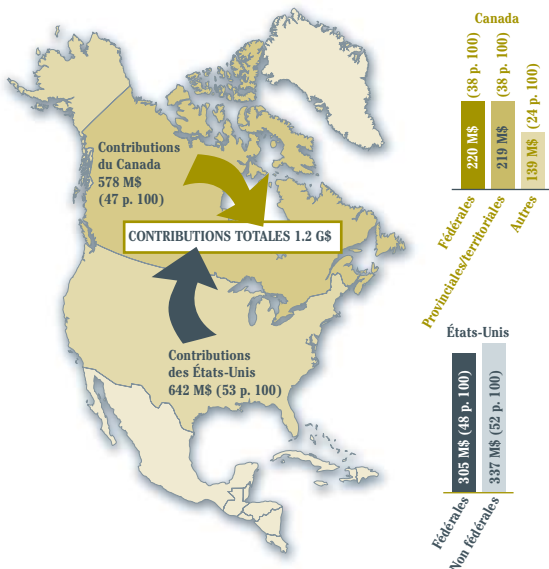 Canada
220 M$ (38 p. 100)
219 M$ (38 p. 100)
139 M$ (24 p. 100)
Fédérales
Provinciales/territoriales
Autres
Contributions
du Canada
578 M$
(47 p. 100)
CONTRIBUTIONS TOTALES 1.2 G$
Contributions
des États-Unis
642 M$ (53 p. 100)
États-Unis
305 M$ (48 p. 100)
337 M$ (52 p. 100)
Fédérales
Non fédérales